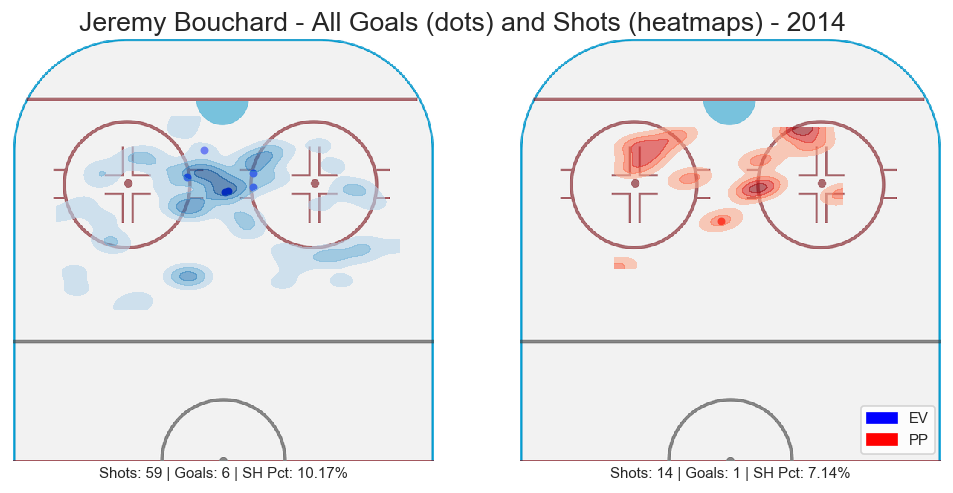 Jeremy Bouchard - All Goals (dots) and Shots (heatmaps) - 2014
EV
PP
Shots: 59 | Goals: 6 | SH Pct: 10.17%
Shots: 14 | Goals: 1 | SH Pct: 7.14%